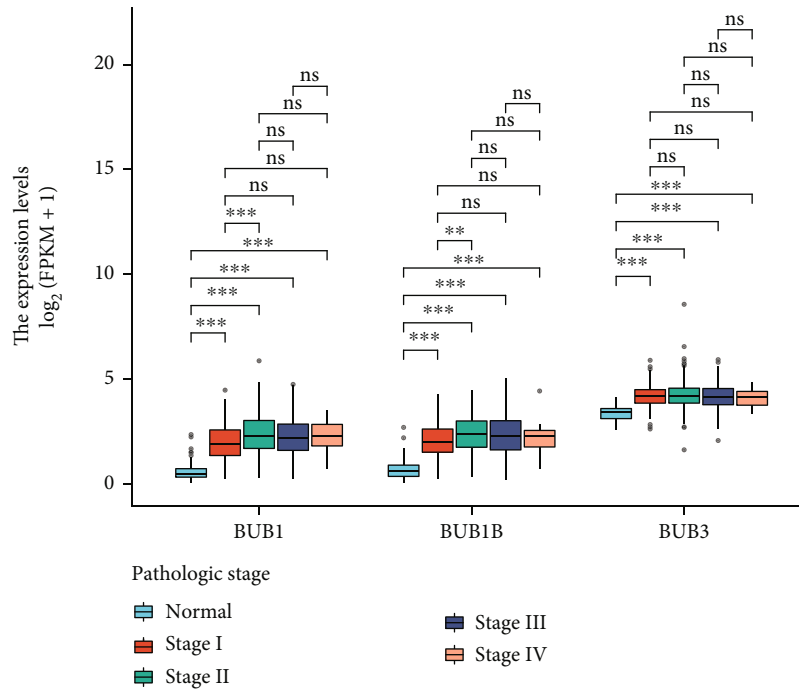 The expression levels
log₂ (FPKM + 1)
20
15
10
5
0
ns
ns
ns
ns
ns
***
***
***
***
***
ns
ns
ns
ns
ns
**
***
***
***
***
ns
ns
ns
ns
ns
ns
***
***
***
***
BUB1
BUB1B
BUB3
Pathologic stage
Normal
Stage I
Stage II
Stage III
Stage IV